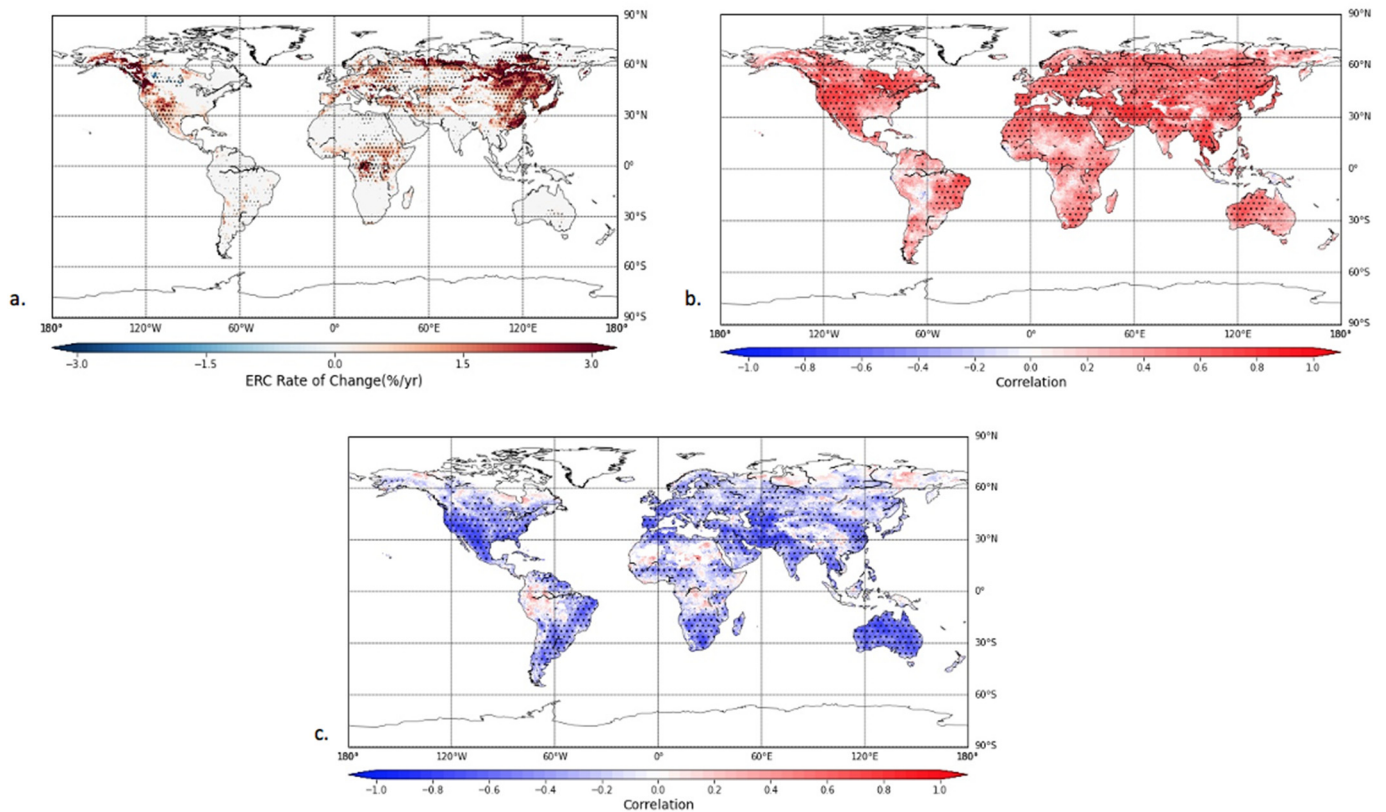 90°N
60°N
30°N
0°
30°S
60°S
90°S
a.
180° 120°W 60°W 0° 60°E 120°E 180°
−3.0 −1.5 0.0 1.5 3.0
ERC Rate of Change(%/yr)
90°N
60°N
30°N
0°
30°S
60°S
90°S
b.
180° 120°W 60°W 0° 60°E 120°E 180°
−1.0 −0.8 −0.6 −0.4 −0.2 0.0 0.2 0.4 0.6 0.8 1.0
Correlation
90°N
60°N
30°N
0°
30°S
60°S
90°S
c.
180° 120°W 60°W 0° 60°E 120°E 180°
−1.0 −0.8 −0.6 −0.4 −0.2 0.0 0.2 0.4 0.6 0.8 1.0
Correlation